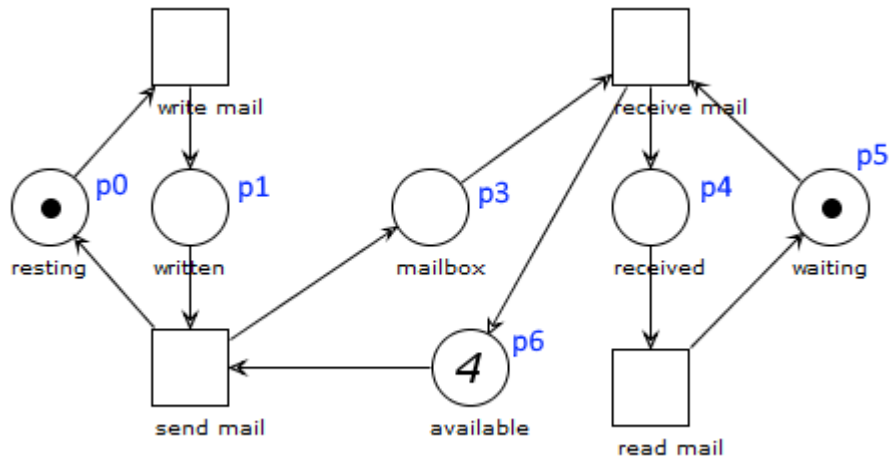 write mail
receive mail
p0
p1
p3
p4
p5
resting
written
mailbox
received
waiting
p6
4
send mail
available
read mail